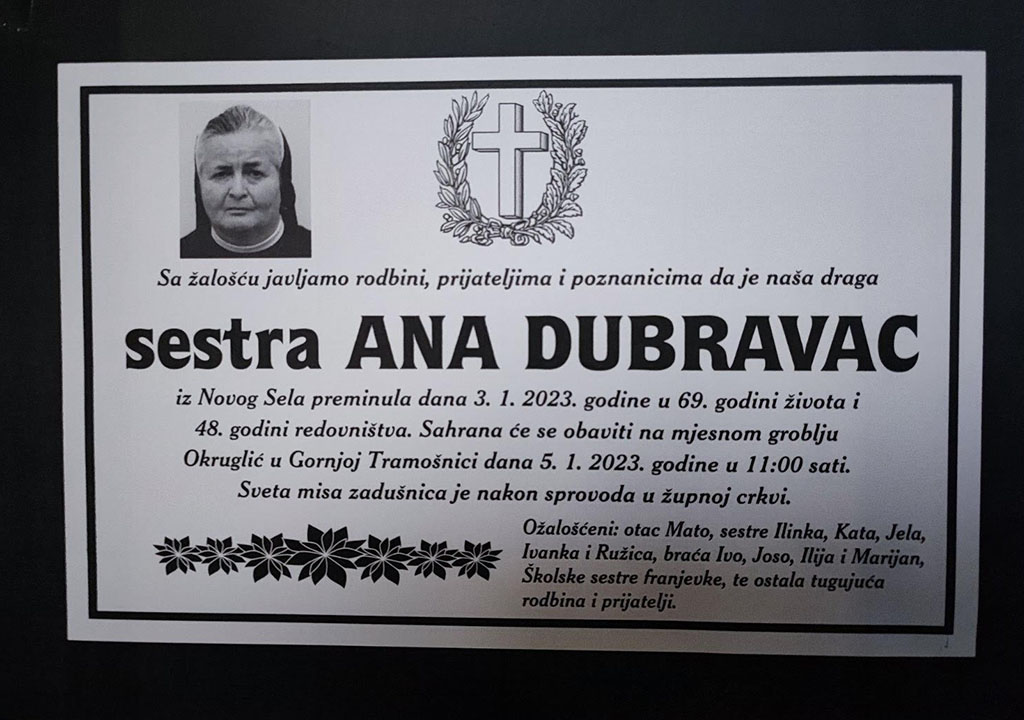 Sa žalošću javljamo rodbini, prijateljima i poznanicima da je naša draga
sestra ANA DUBRAVAC
iz Novog Sela preminula dana 3. 1. 2023. godine u 69. godini života i
48. godini redovništva. Sahrana će se obaviti na mjesnom groblju
Okruglić u Gornjoj Tramošnici dana 5. 1. 2023. godine u 11:00 sati.
Sveta misa zadušnica je nakon sprovoda u župnoj crkvi.
Ožalošćeni: otac Mato, sestre Ilinka, Kata, Jela,
Ivanka i Ružica, braća Ivo, Joso, Ilija i Marijan,
Školske sestre franjevke, te ostala tugujuća
rodbina i prijatelji.